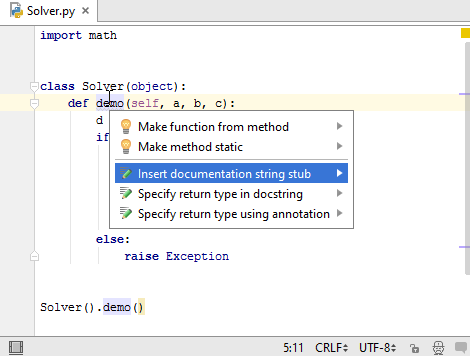 Solver.py ×
import math
class Solver(object):
def demo(self, a, b, c):
d
if
Make function from method
Make method static
Insert documentation string stub
Specify return type in docstring
Specify return type using annotation
else:
raise Exception
Solver().demo()
5:11 CRLF UTF-8